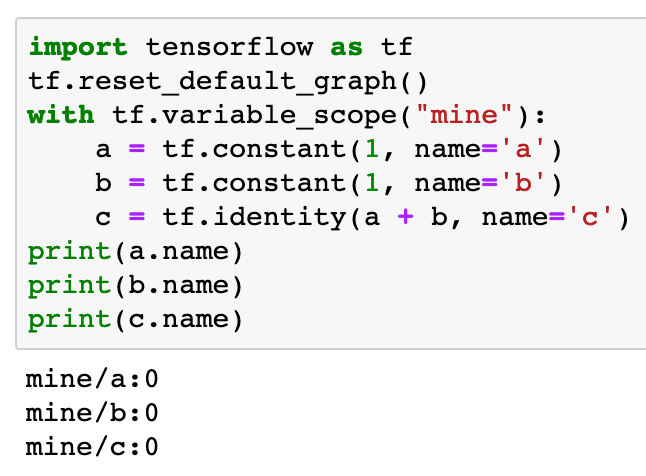 import tensorflow as tf
tf.reset_default_graph()
with tf.variable_scope("mine"):
    a = tf.constant(1, name='a')
    b = tf.constant(1, name='b')
    c = tf.identity(a + b, name='c')
print(a.name)
print(b.name)
print(c.name)
mine/a:0
mine/b:0
mine/c:0